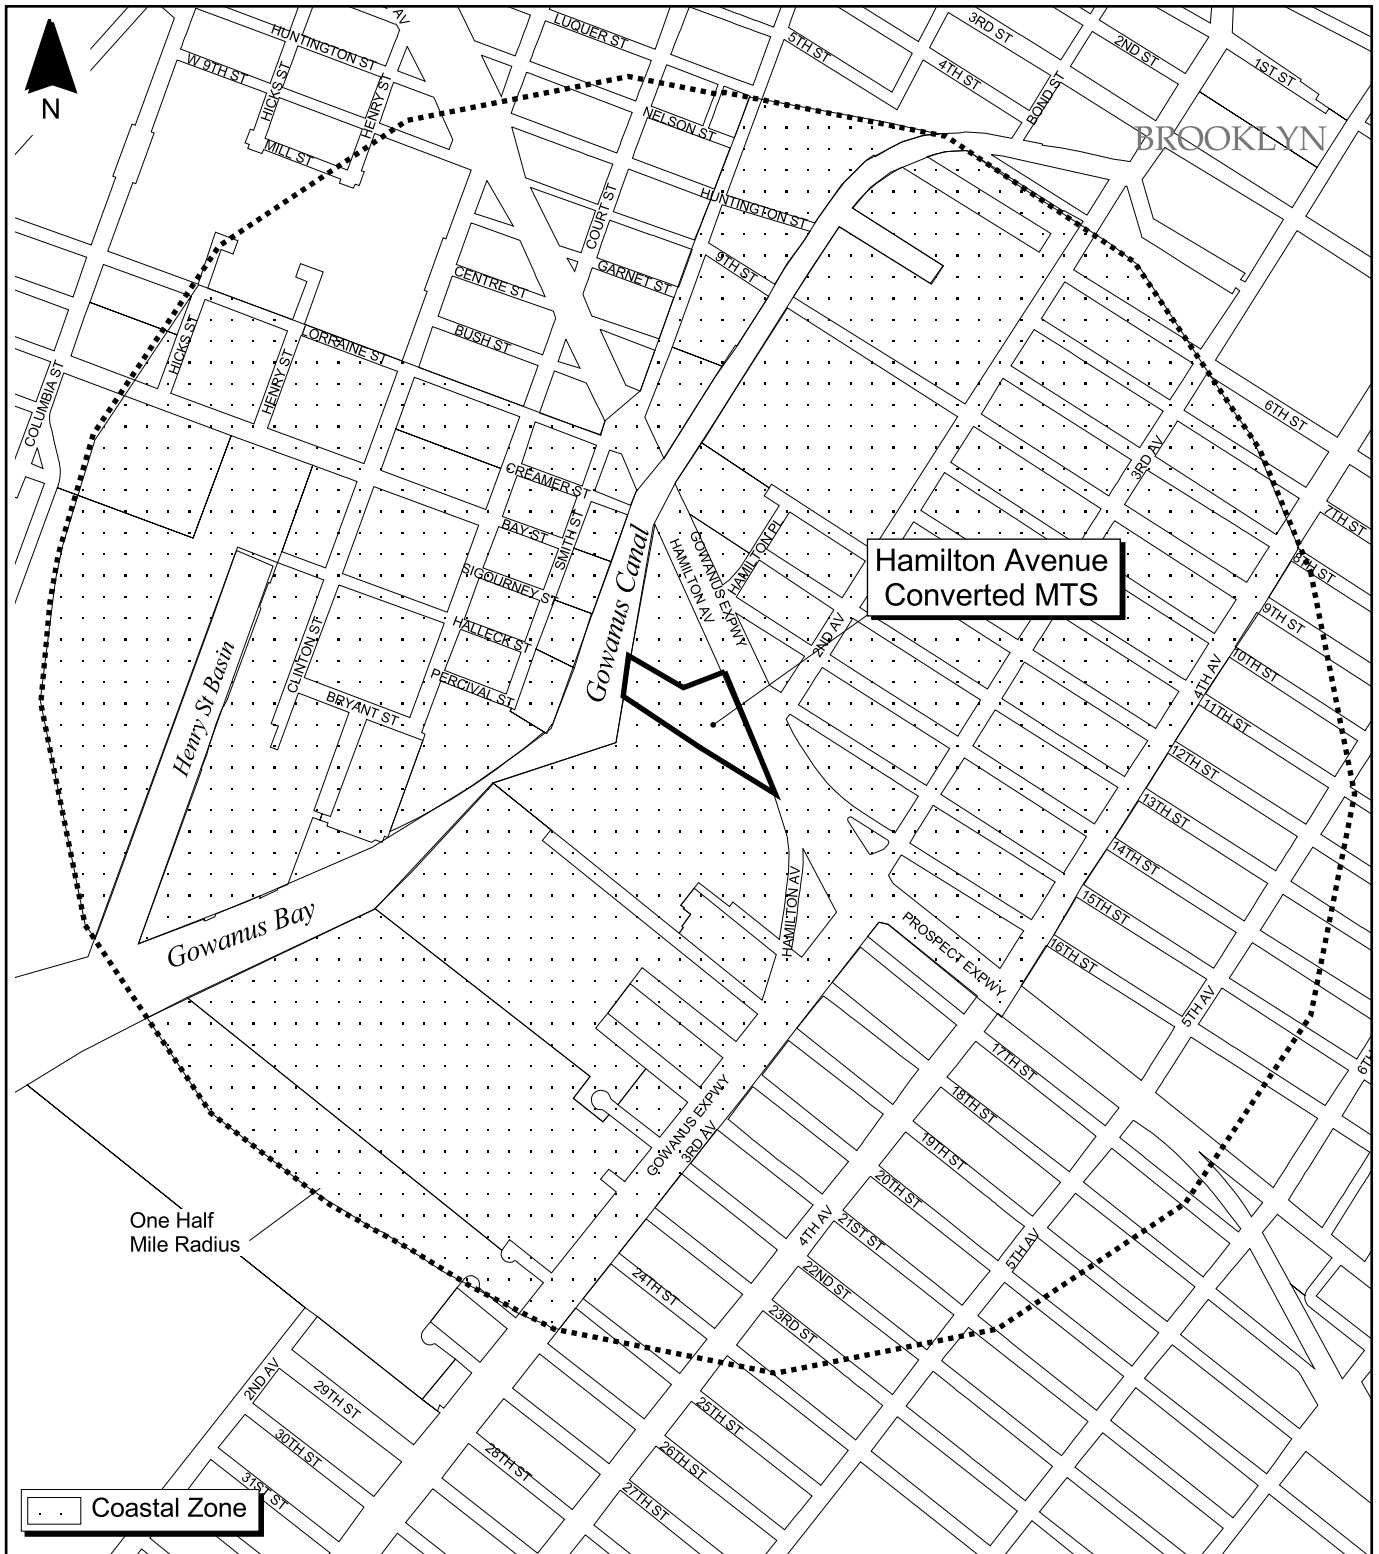 AV
LUQUER ST
3RD ST
2ND ST
1ST ST
HUNTINGTON ST
5TH ST
4TH ST
W 9TH ST
HICKS ST
HENRY ST
BOND ST
N
NELSON ST
BROOKLYN
MILL ST
COURT ST
HUNTINGTON ST
9TH ST
CENTRE ST
GARNET ST
BUSH ST
HICKS ST
LORRAINE ST
HENRY ST
COLUMBIA ST
6TH ST
3RD AV
CREAMER ST
7TH ST
BAY ST
SMITH ST
Gowanus Canal
HAMILTON AV
GOWANUS EXPWY
HAMILTON PL
Hamilton Avenue
Converted MTS
8TH ST
SIGOURNEY ST
9TH ST
HALLECK ST
2ND AV
CLINTON ST
Henry St Basin
10TH ST
4TH AV
PERCIVAL ST
BRYANT ST
11TH ST
12TH ST
13TH ST
14TH ST
HAMILTON AV
15TH ST
Gowanus Bay
PROSPECT EXPWY
16TH ST
5TH AV
17TH ST
6TH
18TH ST
GOWANUS EXPWY
3RD AV
19TH ST
20TH ST
One Half
Mile Radius
4TH AV
21ST ST
5TH AV
24TH ST
22ND ST
23RD ST
2ND AV
29TH ST
25TH ST
30TH ST
28TH ST
26TH ST
31ST ST
27TH ST
Coastal Zone